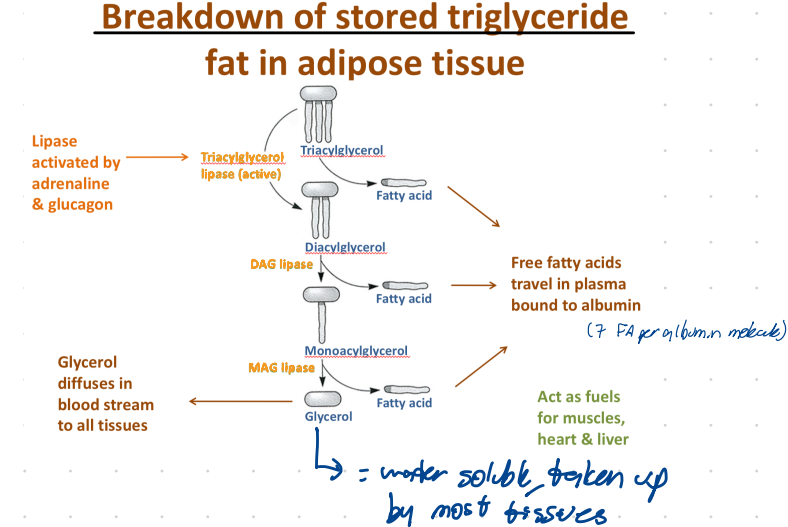 Breakdown of stored triglyceride
fat in adipose tissue
Lipase
activated by
adrenaline
& glucagon
Triacylglycerol
lipase (active)
Triacylglycerol
Fatty acid
Diacylglycerol
DAG lipase
Fatty acid
Free fatty acids
travel in plasma
bound to albumin
(7 FA per albumin molecule)
Monoacylglycerol
MAG lipase
Fatty acid
Glycerol
Glycerol
diffuses in
blood stream
to all tissues
Act as fuels
for muscles,
heart & liver
= water soluble, taken up
by most tissues